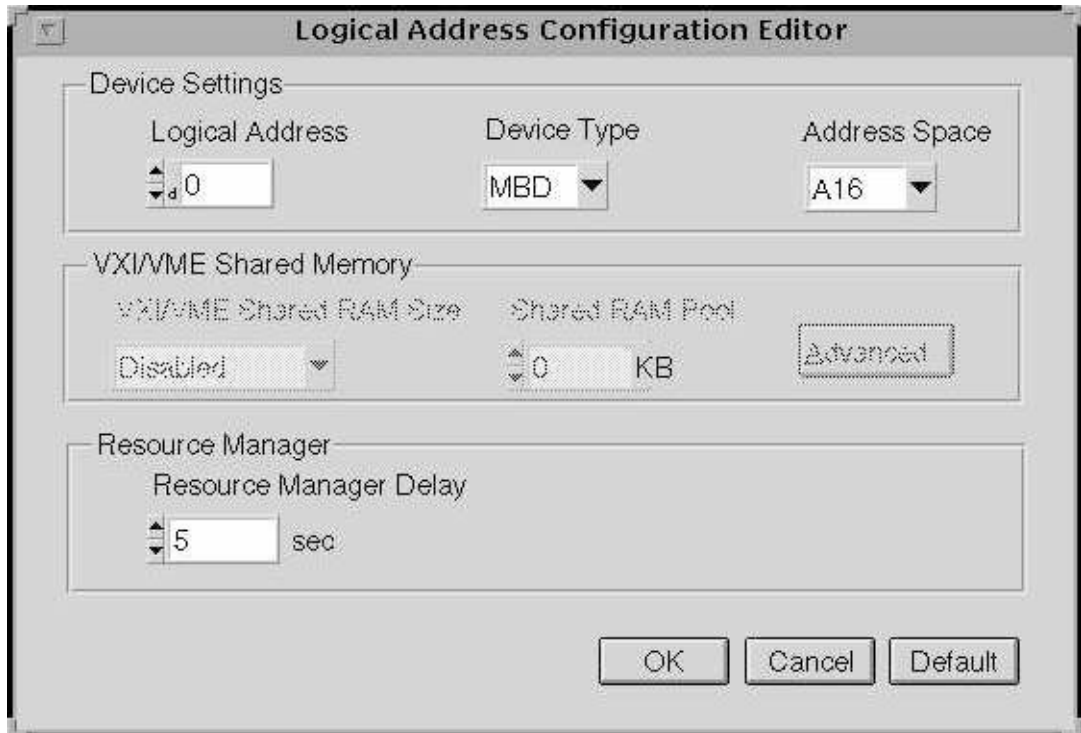 Logical Address Configuration Editor
Device Settings
Logical Address Device Type Address Space
d 0 MBD A16
VXI/VME Shared Memory
VXI/VME Shared RAM Size Shared RAM Pool
Disabled 0 KB Advanced
Resource Manager
Resource Manager Delay
5 sec
OK Cancel Default